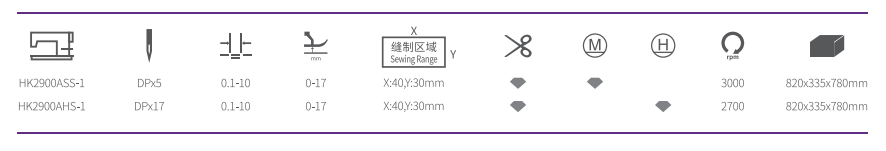 X
缝制区域
Sewing Range
Y
mm
M
H
rpm
HK2900ASS-1 DPx5 0.1-10 0-17 X:40,Y:30mm 3000 820x335x780mm
HK2900AHS-1 DPx17 0.1-10 0-17 X:40,Y:30mm 2700 820x335x780mm